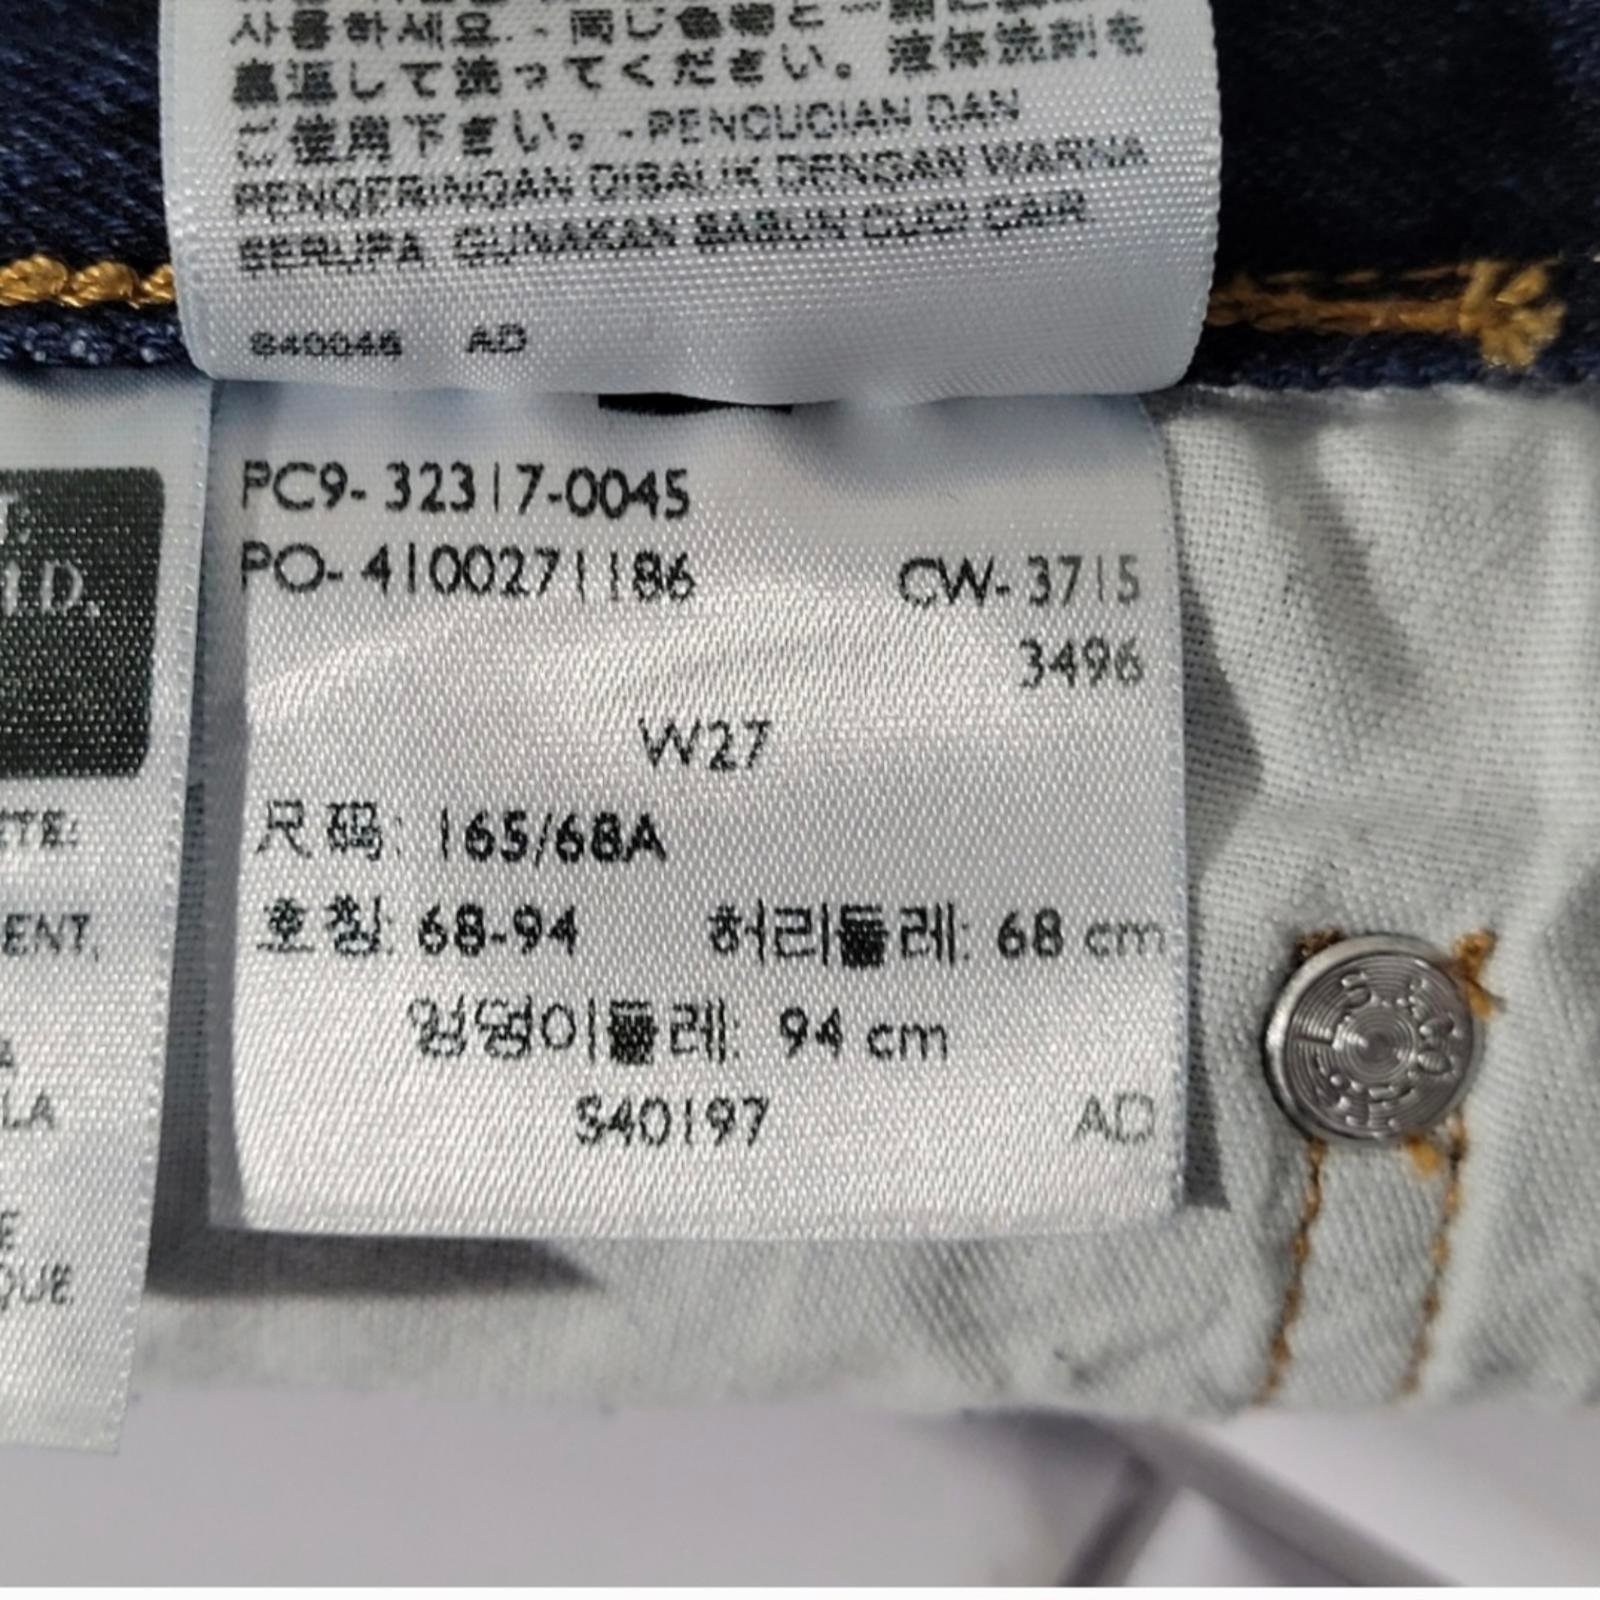 사용하세요. - 同じ色物と一緒に
裏返して洗ってください。液体洗剤を
ご使用下さい。- PENCUCIAN DAN
PENGERINGAN DIBALIK DENGAN WARNA
SERUPA GUNAKAN SABUN CUCI CAIR
S40046 AD
I.D.
PC9- 32317-0045
PO- 4100271186 CW- 3715
3496
W27
尺码: 165/68A
호칭: 68-94 허리둘레: 68 cm
엉덩이둘레: 94 cm
S40197 AD
ETE:
ENT,
A
LA
E
QUE